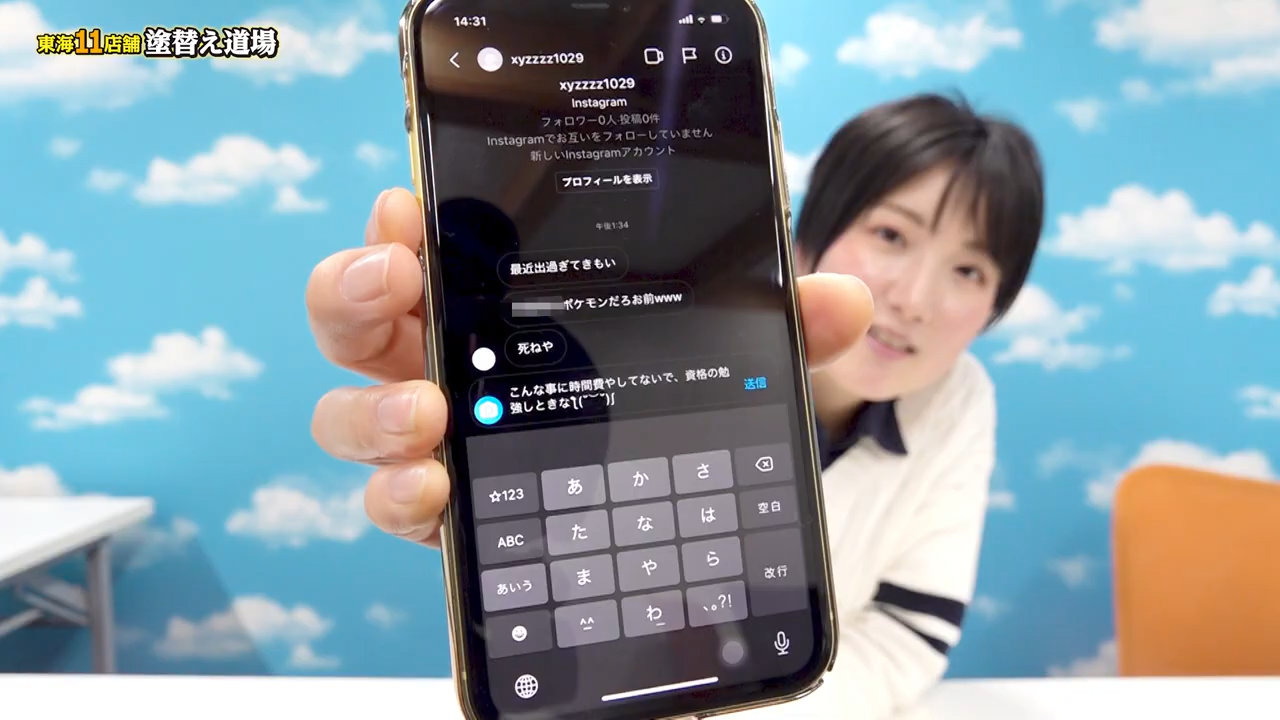 東海11店舗 塗替え道場
14:31
xyzzzz1029
xyzzzz1029
Instagram
フォロワー0人·投稿0件
Instagramでお互いをフォローしていません
新しいInstagramアカウント
プロフィールを表示
午後1:34
最近出過ぎてきもい
ポケモンだろお前www
死ねや
こんな事に時間費やしてないで、資格の勉
強しときな
送信
☆123 あ か さ
ABC た な は 空白
あいう ま や ら 改行
^^ わ 、。?!